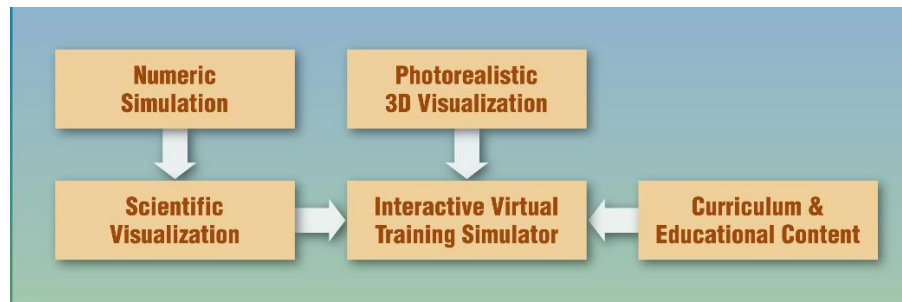 Numeric
Simulation
Photorealistic
3D Visualization
Scientific
Visualization
Interactive Virtual
Training Simulator
Curriculum &
Educational Content